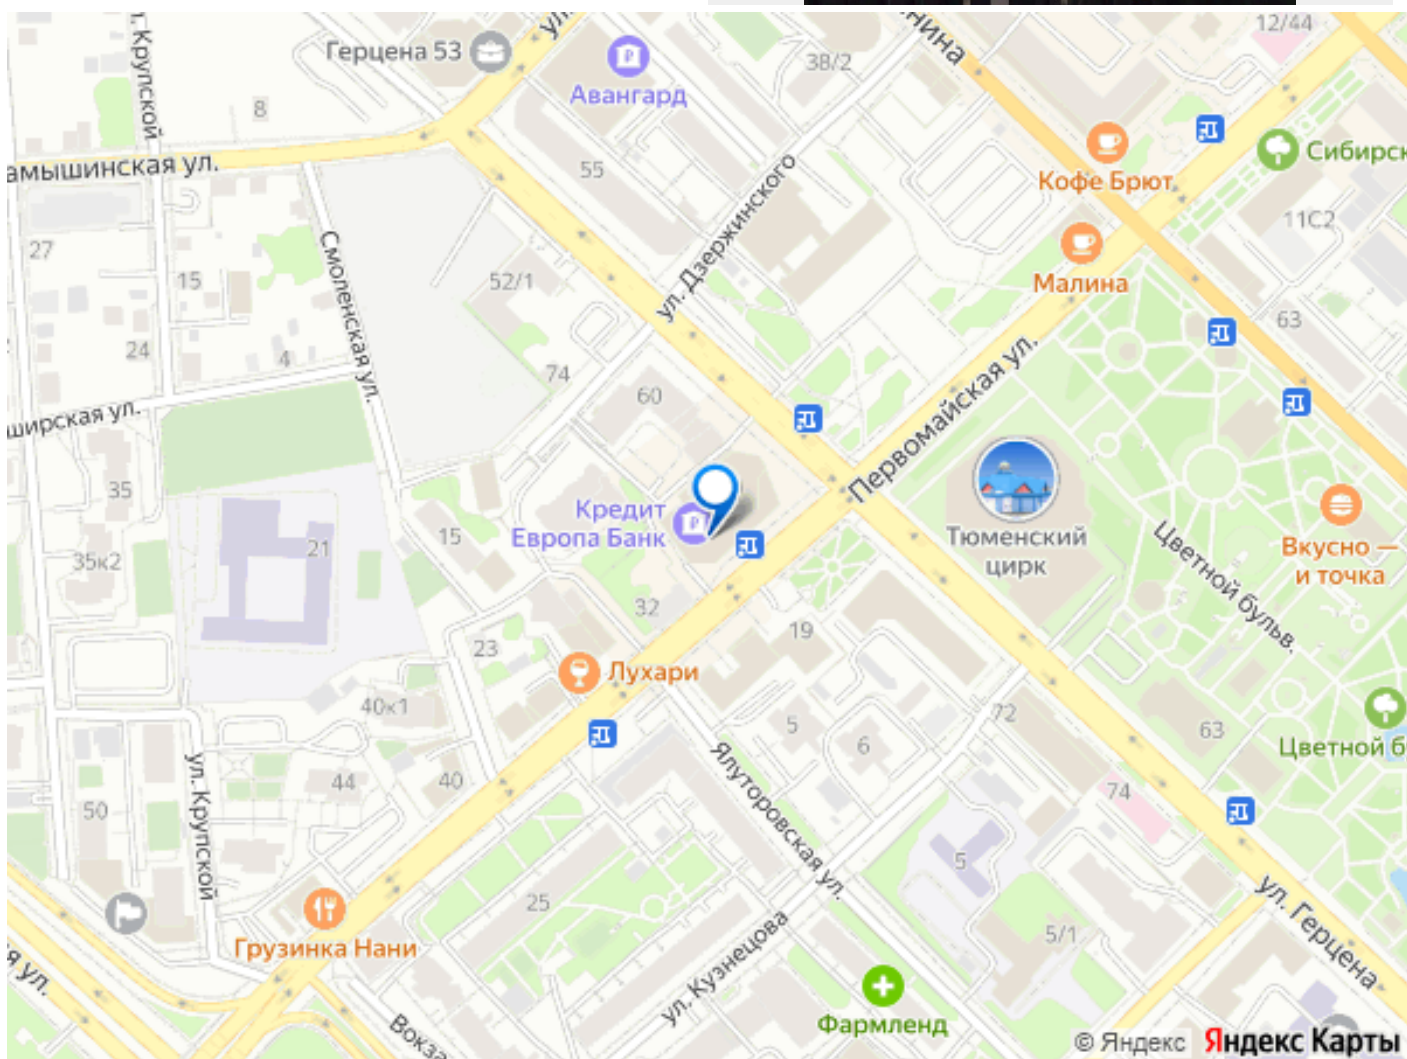 12/44
Герцена 53
ул.
нина
38/2
. Крупской
Авангард
8
Кофе Брют
Сибирск
амышинская ул.
55
ул. Дзержинского
11С2
27
15
Смоленская ул.
52/1
Малина
63
24
4
74
60
Первомайская ул.
ширская ул.
35
Кредит
Европа Банк
Тюменский
цирк
Цветной бульв.
Вкусно —
и точка
21
15
35к2
32
19
23
Лухари
40к1
5
6
72
63
Цветной б
ул. Крупской
44
40
Ялуторовская ул.
74
50
5
25
ул. Герцена
Грузинка Нани
ул. Кузнецова
5/1
я ул.
Вокза
Фармленд
© Яндекс Яндекс Карты